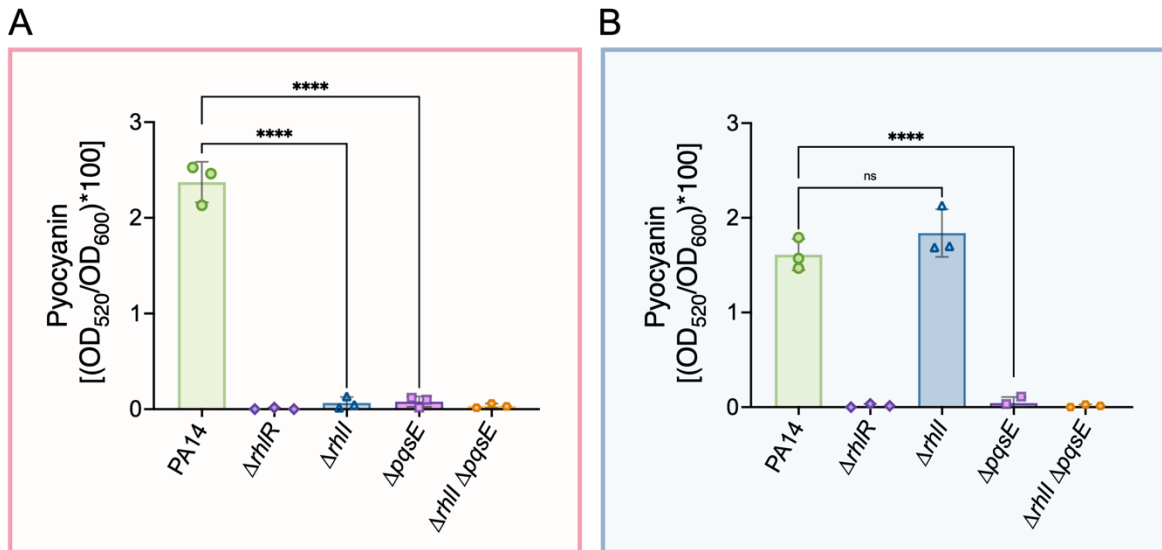 A
B
****
****
3
2
1
0
Pyocyanin
[(OD520/OD600)*100]
PA14
ΔrhlR
ΔrhlI
ΔpqsE
ΔrhlI ΔpqsE
****
ns
3
2
1
0
Pyocyanin
[(OD520/OD600)*100]
PA14
ΔrhlR
ΔrhlI
ΔpqsE
ΔrhlI ΔpqsE